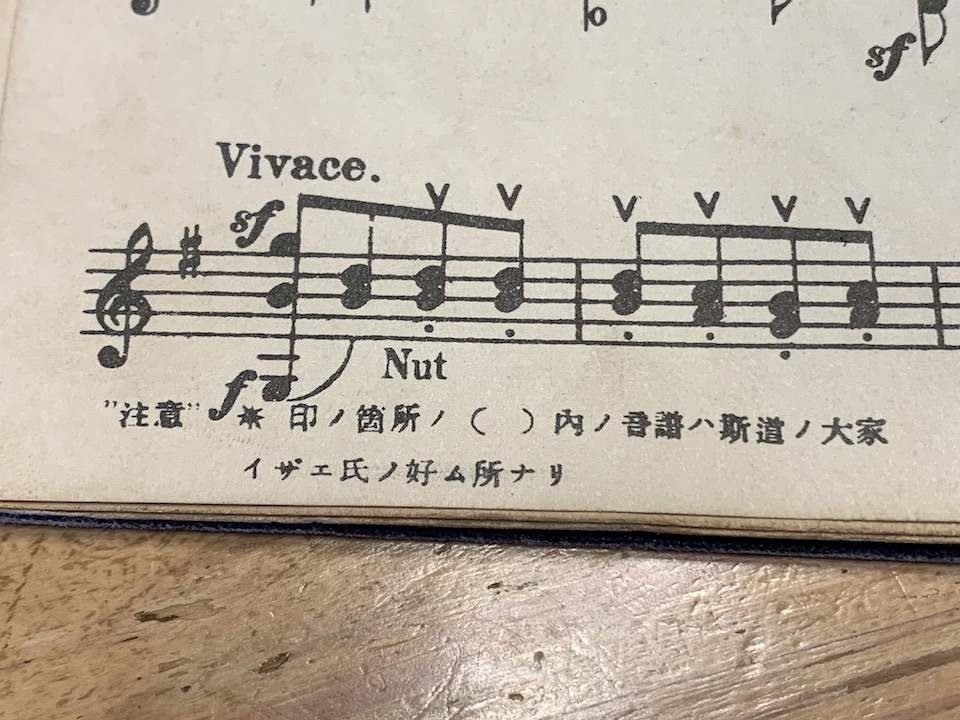 sf
Vivace.
sf
V V V V V V
Nut
f
"注意" ✳ 印ノ箇所ノ ( ) 內ノ音譜ハ斯道ノ大家
イザエ氏ノ好ム所ナリ